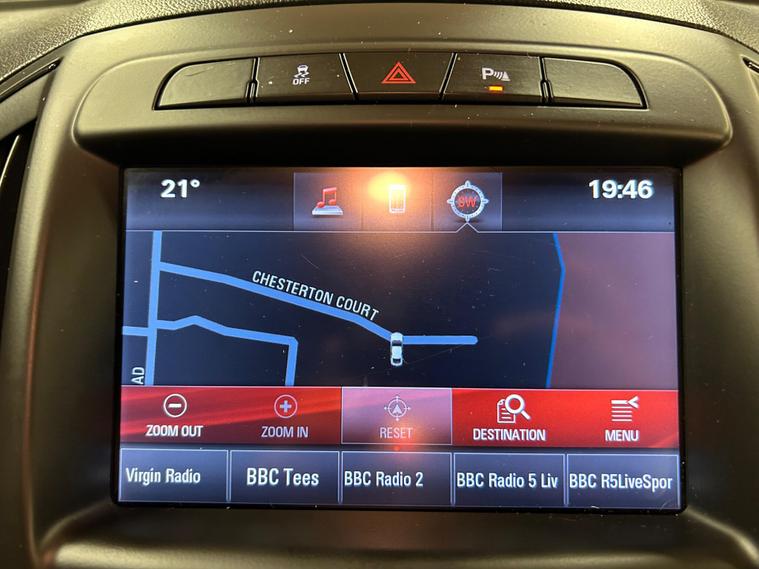 OFF
P
21°
SW
19:46
CHESTERTON COURT
AD
ZOOM OUT
ZOOM IN
RESET
DESTINATION
MENU
Virgin Radio
BBC Tees
BBC Radio 2
BBC Radio 5 Liv
BBC R5LiveSpor